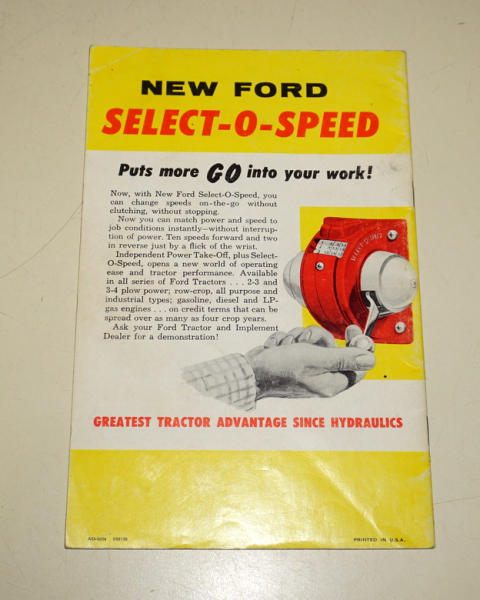 NEW FORD
SELECT-O-SPEED
Puts more GO into your work!
Now, with New Ford Select-O-Speed, you
can change speeds on-the-go without
clutching, without stopping.
Now you can match power and speed to
job conditions instantly—without interrup-
tion of power. Ten speeds forward and two
in reverse just by a flick of the wrist.
Independent Power Take-Off, plus Select-
O-Speed, opens a new world of operating
ease and tractor performance. Available
in all series of Ford Tractors . . . 2-3 and
3-4 plow power; row-crop, all purpose and
industrial types; gasoline, diesel and LP-
gas engines . . . on credit terms that can be
spread over as many as four crop years.
Ask your Ford Tractor and Implement
Dealer for a demonstration!
GREATEST TRACTOR ADVANTAGE SINCE HYDRAULICS
PRINTED IN U.S.A.